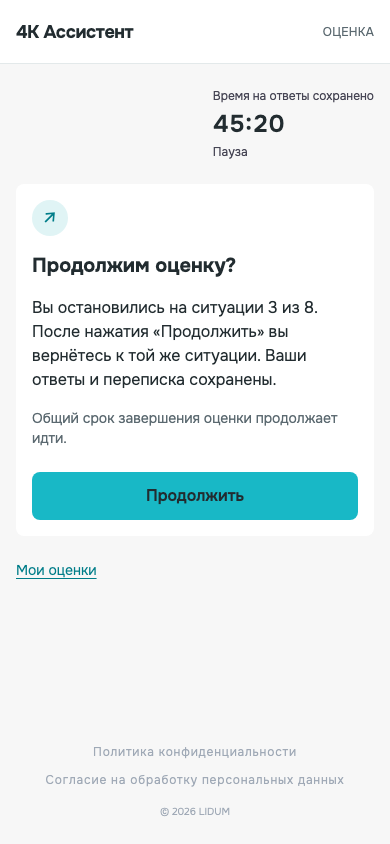 4K Ассистент
ОЦЕНКА
Время на ответы сохранено
45:20
Пауза
Продолжим оценку?
Вы остановились на ситуации 3 из 8.
После нажатия «Продолжить» вы
вернётесь к той же ситуации. Ваши
ответы и переписка сохранены.
Общий срок завершения оценки продолжает
идти.
Продолжить
Мои оценки
Политика конфиденциальности
Согласие на обработку персональных данных
© 2026 LIDUM